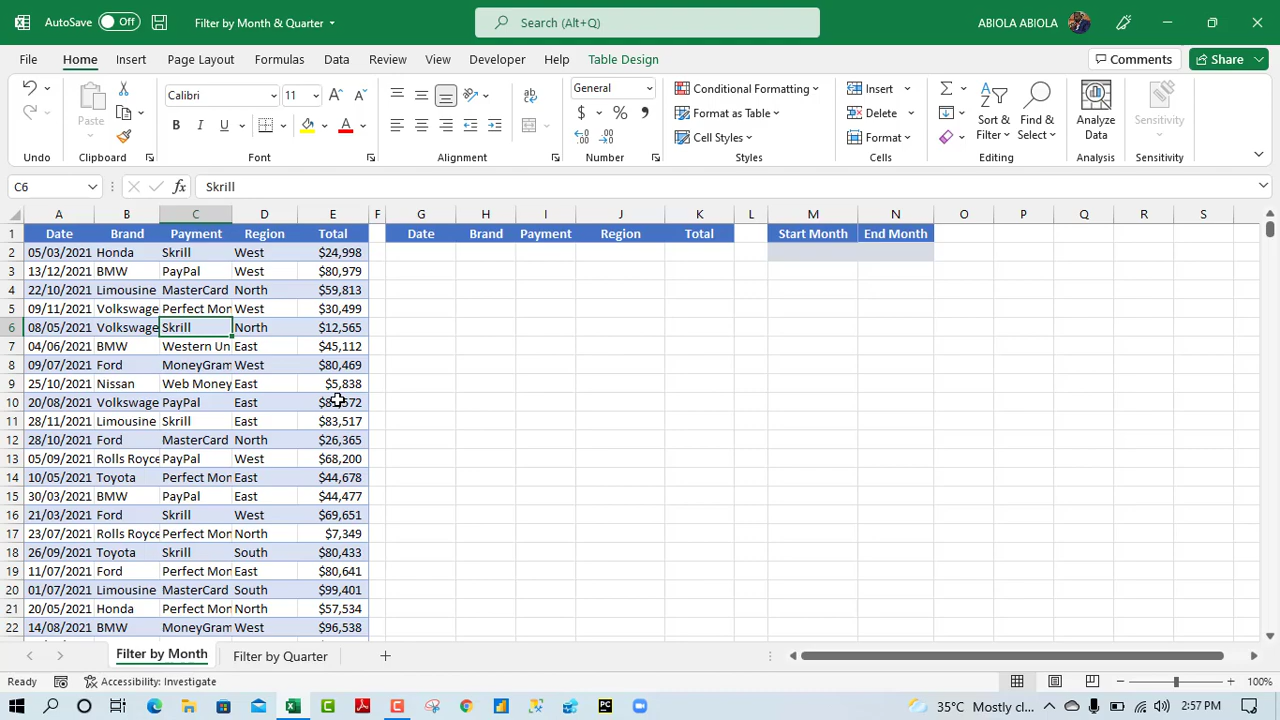 AutoSave Off Filter by Month & Quarter Search (Alt+Q) ABIOLA ABIOLA
File Home Insert Page Layout Formulas Data Review View Developer Help Table Design Comments Share
Calibri 11 General Conditional Formatting Insert
Paste B I U A $ % Format as Table Delete Sort & Filter Find & Select Analyze Data Sensitivity
Cell Styles Format
Undo Clipboard Font Alignment Number Styles Cells Editing Analysis Sensitivity
C6 fx Skrill
A B C D E F G H I J K L M N O P Q R S
1 Date Brand Payment Region Total Date Brand Payment Region Total Start Month End Month
2 05/03/2021 Honda Skrill West $24,998
3 13/12/2021 BMW PayPal West $80,979
4 22/10/2021 Limousine MasterCard North $59,813
5 09/11/2021 Volkswage Perfect Mon West $30,499
6 08/05/2021 Volkswage Skrill North $12,565
7 04/06/2021 BMW Western Un East $45,112
8 09/07/2021 Ford MoneyGram West $80,469
9 25/10/2021 Nissan Web Money East $5,838
10 20/08/2021 Volkswage PayPal East
11 28/11/2021 Limousine Skrill East $83,517
12 28/10/2021 Ford MasterCard North $26,365
13 05/09/2021 Rolls Royce PayPal West $68,200
14 10/05/2021 Toyota Perfect Mon East $44,678
15 30/03/2021 BMW PayPal East $44,477
16 21/03/2021 Ford Skrill West $69,651
17 23/07/2021 Rolls Royce Perfect Mon North $7,349
18 26/09/2021 Toyota Skrill South $80,433
19 11/07/2021 Ford Perfect Mon East $80,641
20 01/07/2021 Limousine MasterCard South $99,401
21 20/05/2021 Honda Perfect Mon North $57,534
22 14/08/2021 BMW MoneyGram West $96,538
Filter by Month Filter by Quarter
Ready Accessibility: Investigate 100%
35°C Mostly cl... 2:57 PM